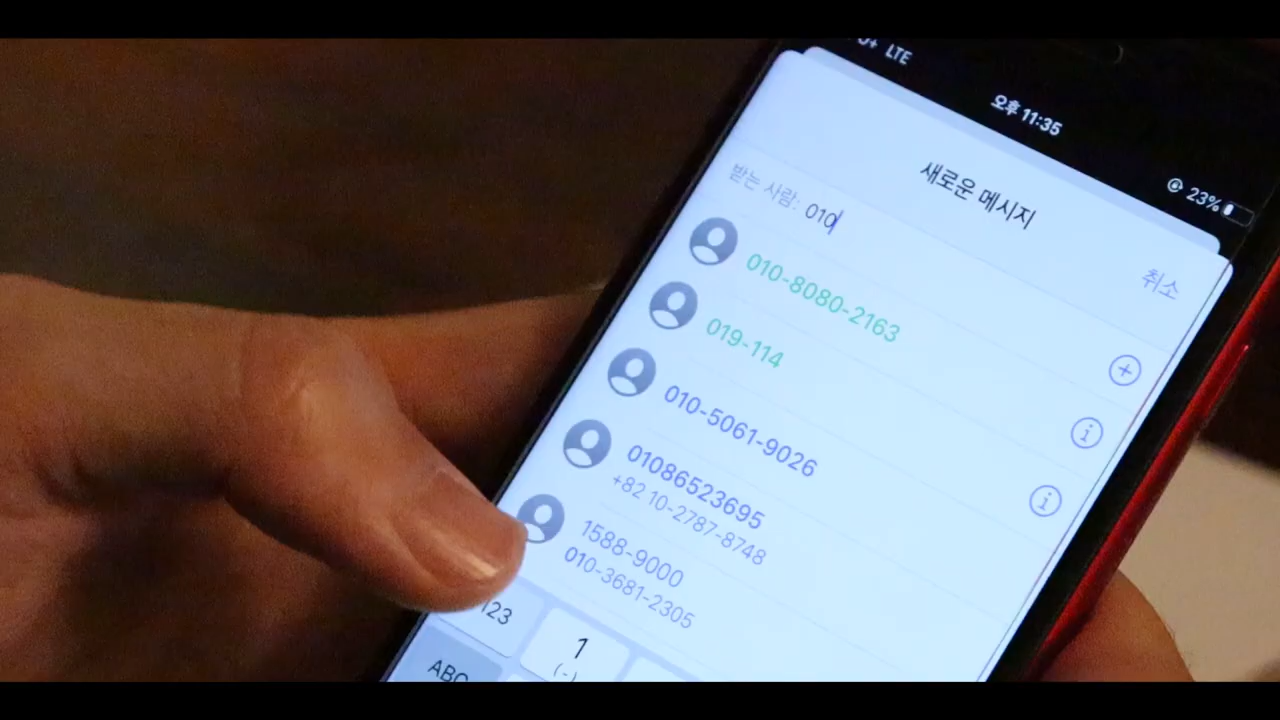 LTE
오후 11:35
23%
새로운 메시지
취소
받는 사람: 010
010-8080-2163
019-114
010-5061-9026
01086523695
+82 10-2787-8748
1588-9000
010-3681-2305
123
1
(-)
ABC